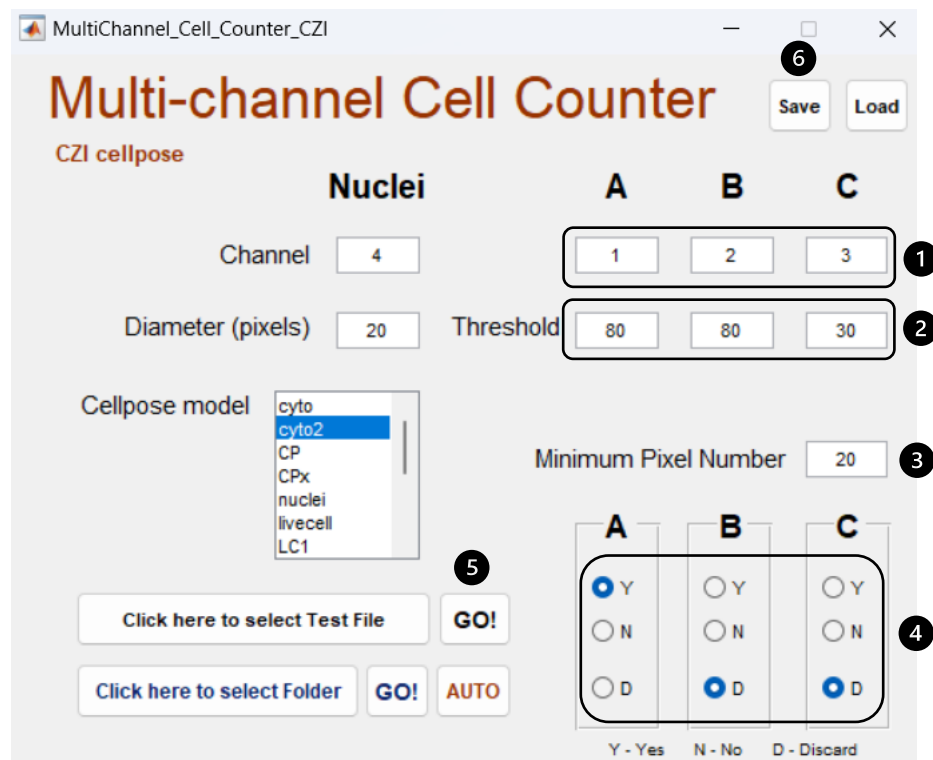 MultiChannel_Cell_Counter_CZI
6
Multi-channel Cell Counter
Save Load
CZI cellpose
Nuclei A B C
Channel 4 1 2 3 1
Diameter (pixels) 20 Threshold 80 80 30 2
Cellpose model
cyto
cyto2
CP
CPx
nuclei
livecell
LC1
Minimum Pixel Number 20 3
A B C
Y Y Y
N N N 4
D D D
5
Click here to select Test File GO!
Click here to select Folder GO! AUTO
Y - Yes N - No D - Discard